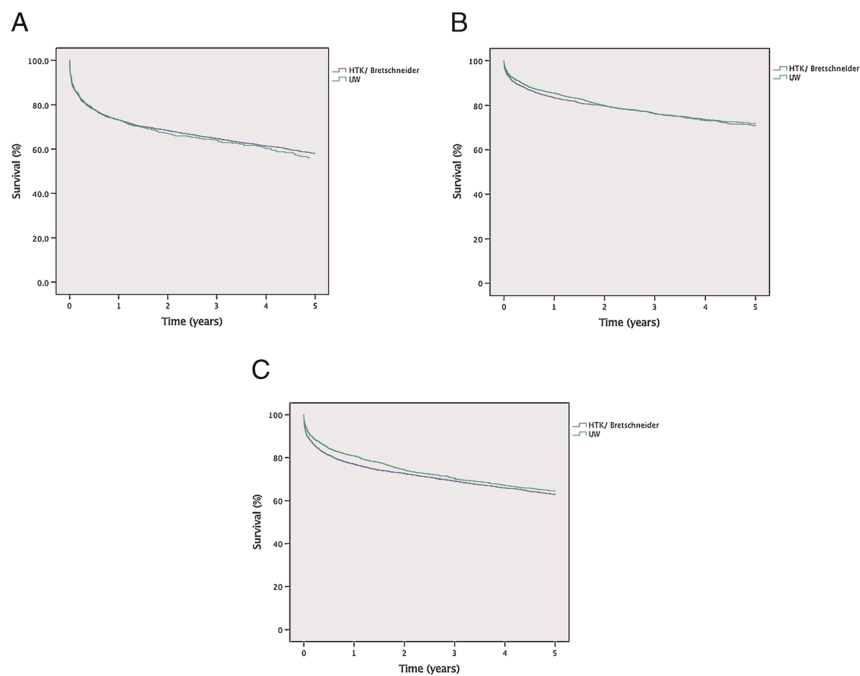 A
100.0
80.0
60.0
40.0
20.0
0.0
Survival (%)
0 1 2 3 4 5
Time (years)
HTK/ Bretschneider
UW
B
100
80
60
40
20
0
Survival (%)
0 1 2 3 4 5
Time (years)
HTK/ Bretschneider
UW
C
100
80
60
40
20
0
Survival (%)
0 1 2 3 4 5
Time (years)
HTK/ Bretschneider
UW